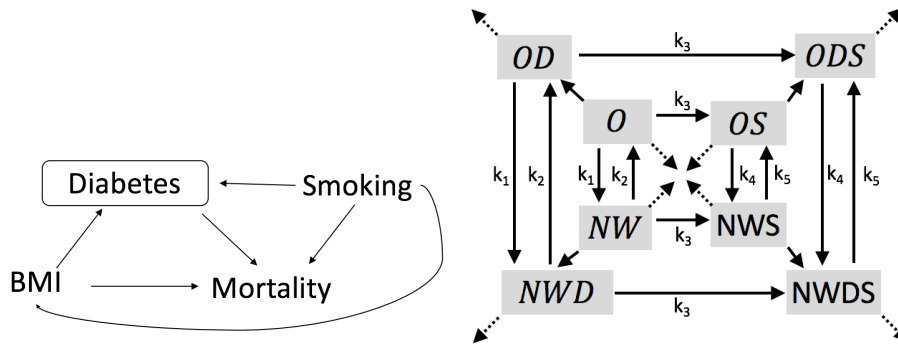 Diabetes
Smoking
BMI
Mortality
k3
OD
ODS
k3
O
OS
k1
k2
k1
k2
k4
k5
k4
k5
NW
NWS
k3
NWD
NWDS
k3